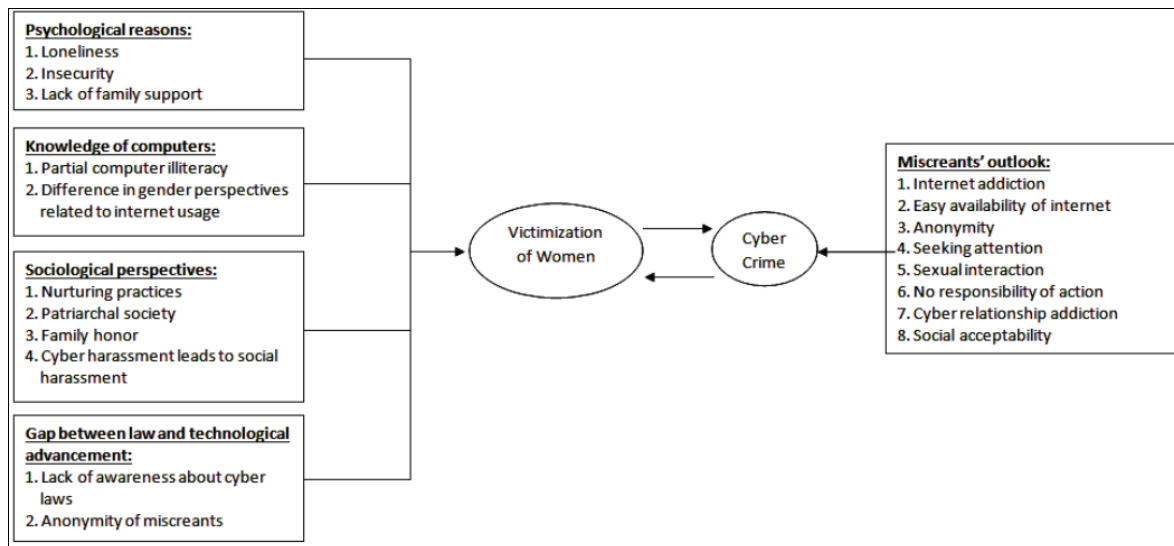 Psychological reasons:
1. Loneliness
2. Insecurity
3. Lack of family support
Knowledge of computers:
1. Partial computer illiteracy
2. Difference in gender perspectives
related to internet usage
Sociological perspectives:
1. Nurturing practices
2. Patriarchal society
3. Family honor
4. Cyber harassment leads to social
harassment
Gap between law and technological
advancement:
1. Lack of awareness about cyber
laws
2. Anonymity of miscreants
Victimization
of Women
Cyber
Crime
Miscreants' outlook:
1. Internet addiction
2. Easy availability of internet
3. Anonymity
4. Seeking attention
5. Sexual interaction
6. No responsibility of action
7. Cyber relationship addiction
8. Social acceptability